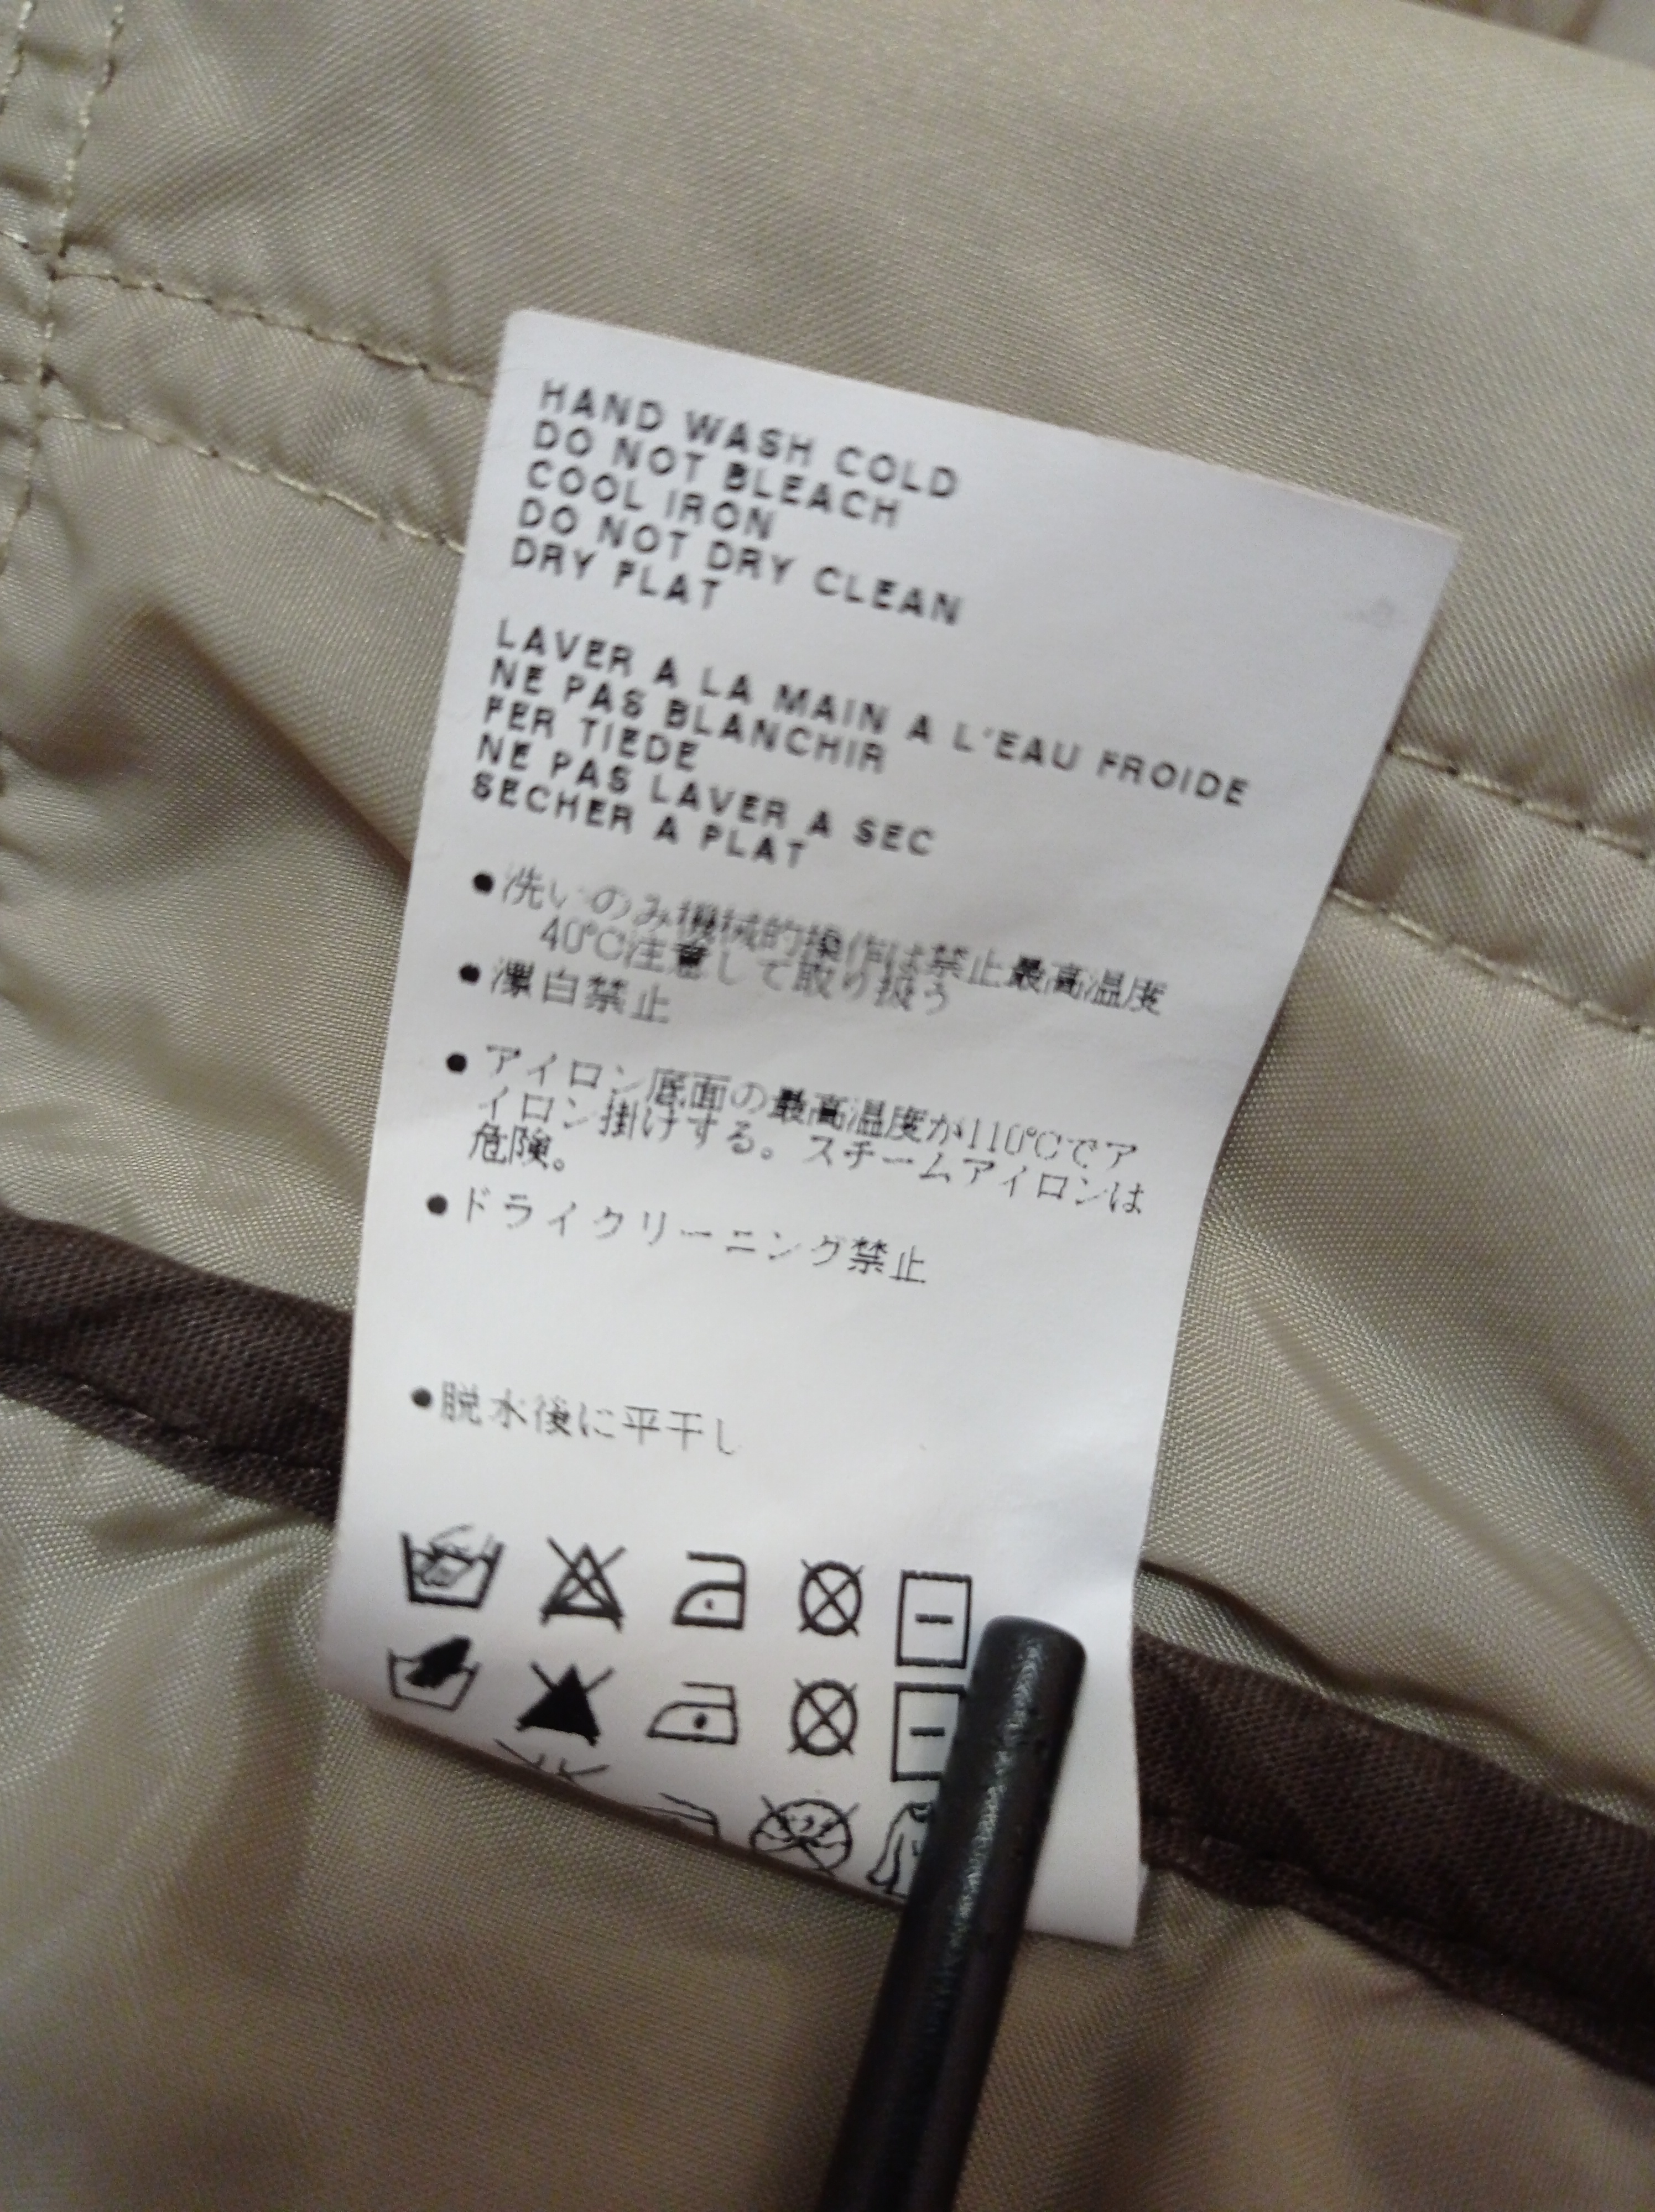 HAND WASH COLD
DO NOT BLEACH
COOL IRON
DO NOT DRY CLEAN
DRY FLAT
LAVER A LA MAIN A L'EAU FROIDE
NE PAS BLANCHIR
FER TIEDE
NE PAS LAVER A SEC
SECHER A PLAT
●洗いのみ機械的操作は禁止最高温度
40℃注意して取り扱う
●漂白禁止
●アイロン底面の最高温度が110℃でア
イロン掛けする。スチームアイロンは
危険。
●ドライクリーニング禁止
●脱水後に平干し